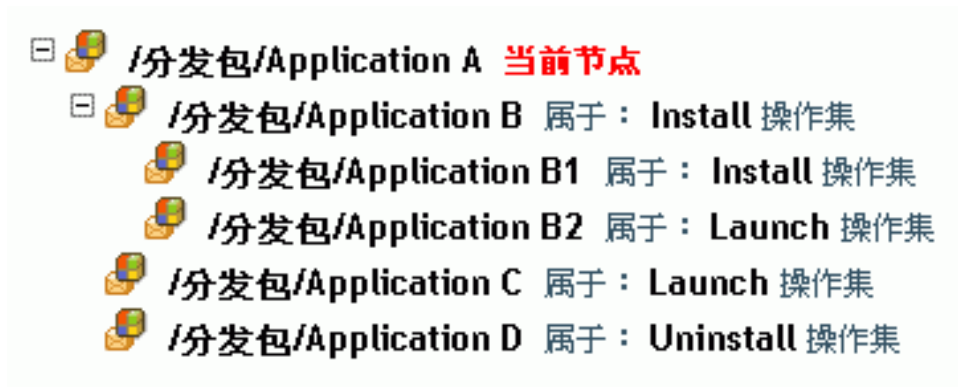 /分发包/Application A 当前节点
/分发包/Application B 属于： Install 操作集
/分发包/Application B1 属于： Install 操作集
/分发包/Application B2 属于： Launch 操作集
/分发包/Application C 属于： Launch 操作集
/分发包/Application D 属于： Uninstall 操作集